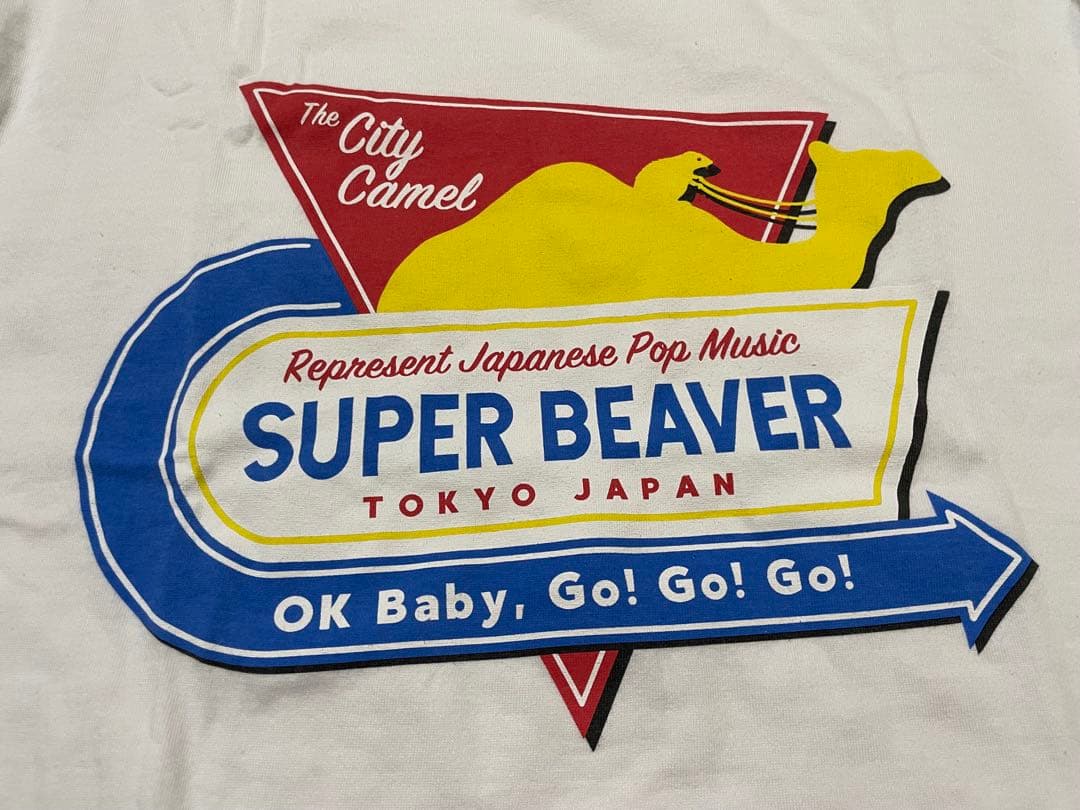 The City
Camel
Represent Japanese Pop Music
SUPER BEAVER
TOKYO JAPAN
OK Baby, Go! Go! Go!